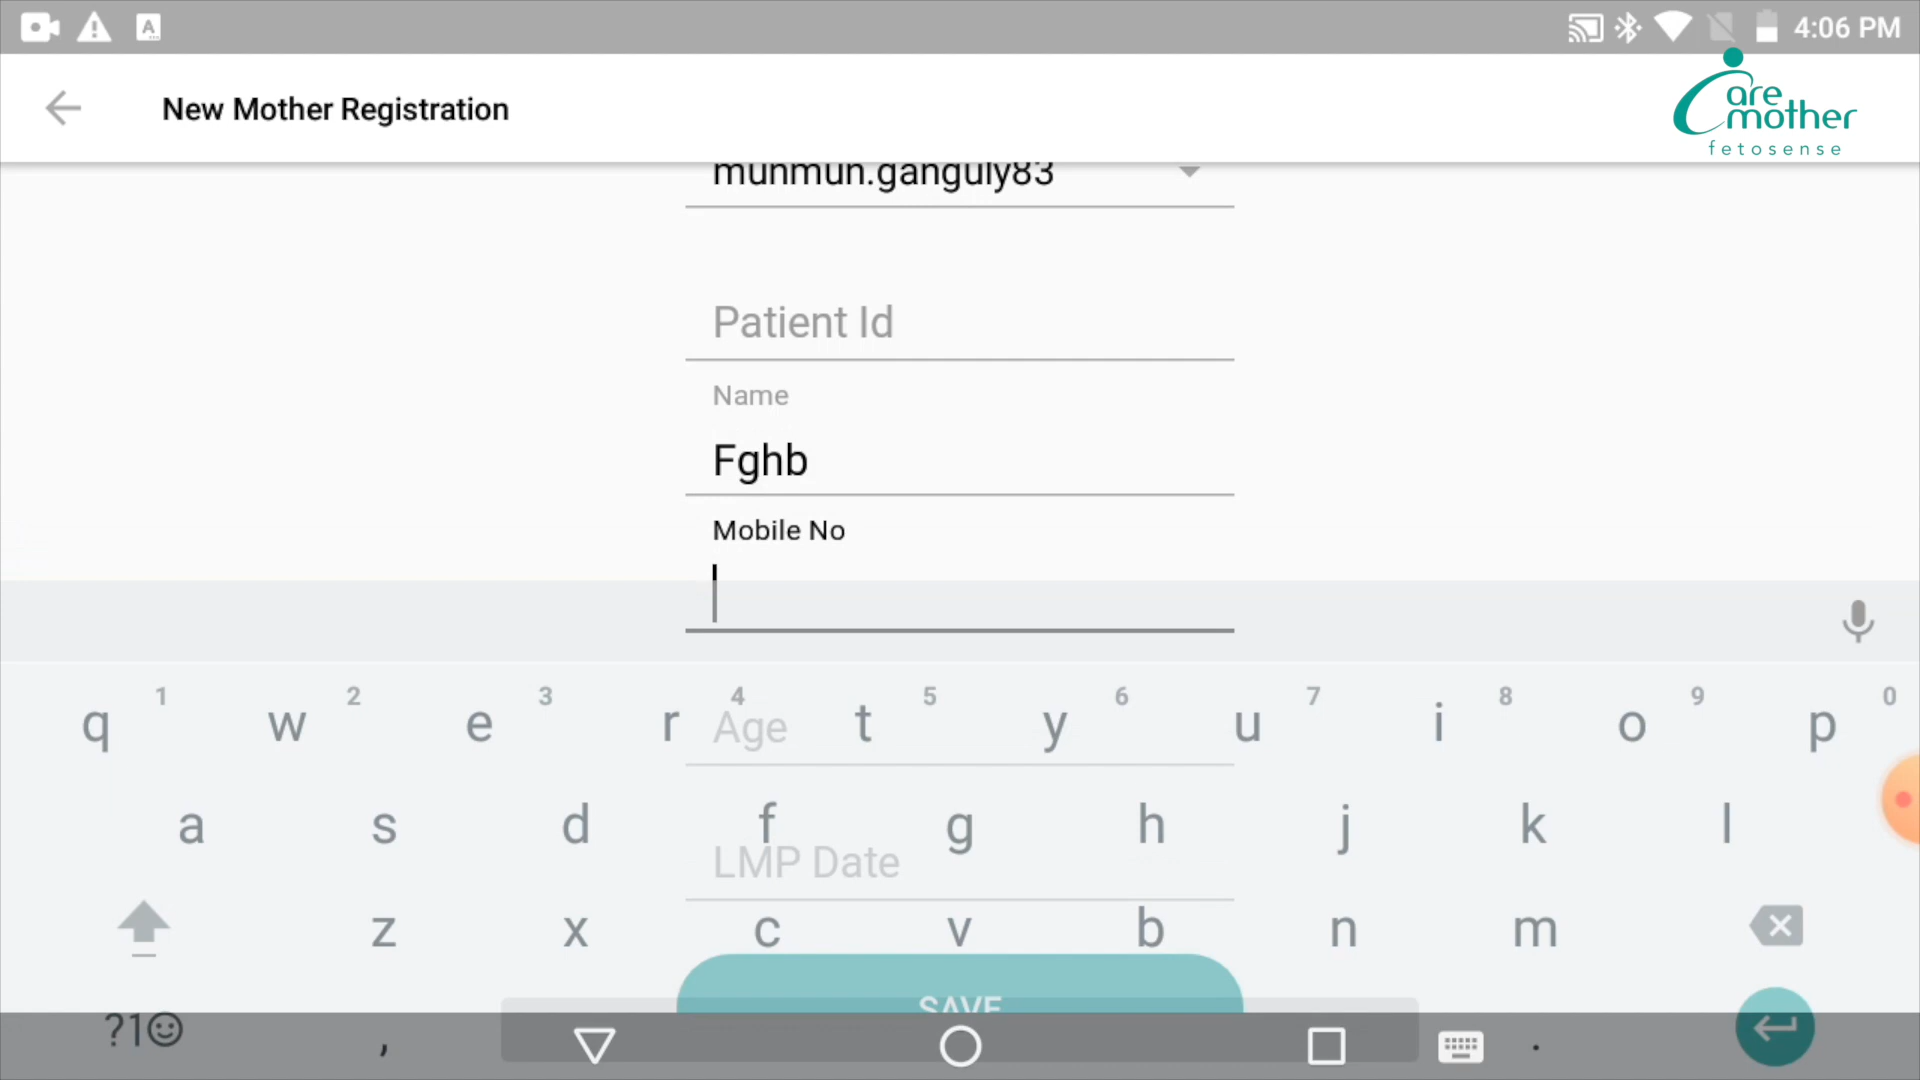 4:06 PM
New Mother Registration
are
mother
fetosense
munmun.ganguly83
Patient Id
Name
Fghb
Mobile No
1 2 3 4 5 6 7 8 9 0
q w e r t y u i o p
Age
a s d f g h j k l
LMP Date
z x c v b n m
SAVE
?1☺ , .